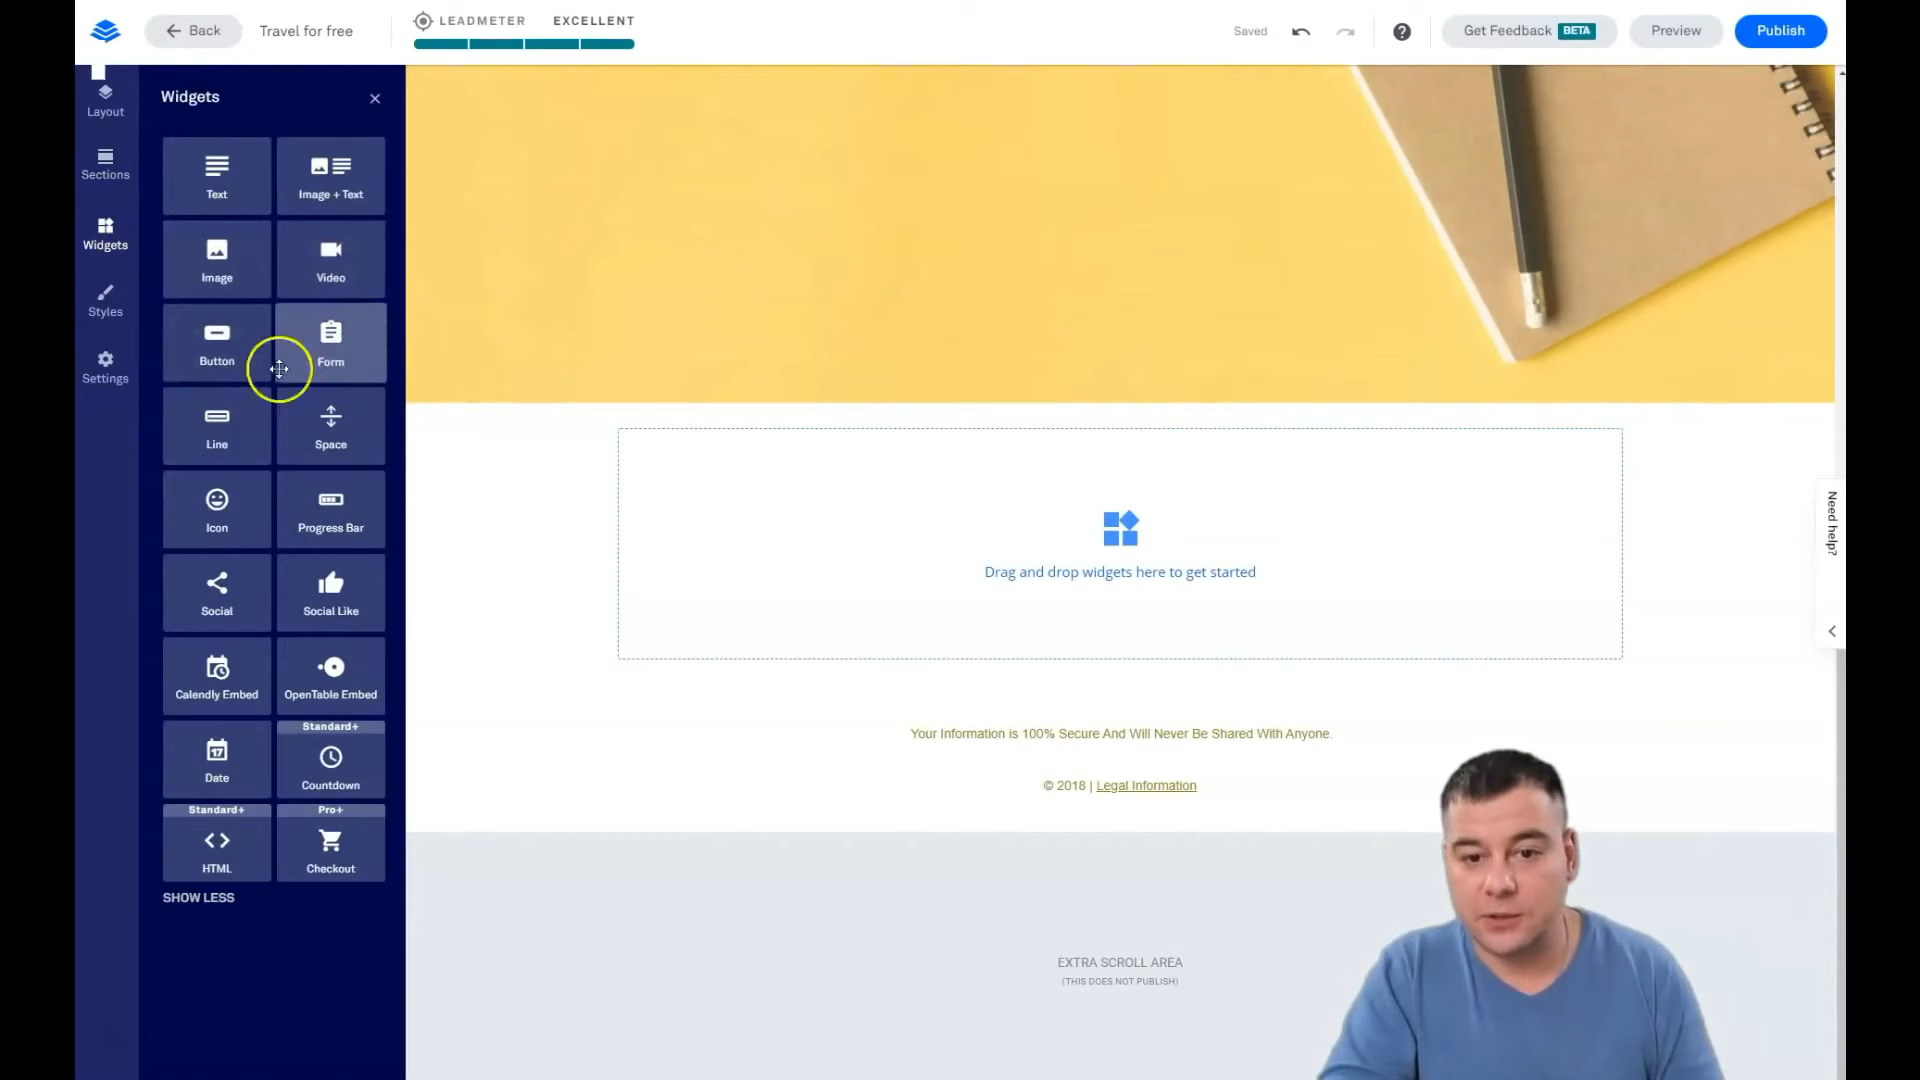 Back
Travel for free
LEADMETER EXCELLENT
Saved
Get Feedback BETA
Preview
Publish
Layout
Sections
Widgets
Styles
Settings
Widgets
Text
Image + Text
Image
Video
Button
Form
Line
Space
Icon
Progress Bar
Social
Social Like
Calendly Embed
OpenTable Embed
Date
Standard+
Countdown
Standard+
HTML
Pro+
Checkout
SHOW LESS
Drag and drop widgets here to get started
Your Information is 100% Secure And Will Never Be Shared With Anyone.
© 2018 | Legal Information
EXTRA SCROLL AREA
(THIS DOES NOT PUBLISH)
Need help?
17